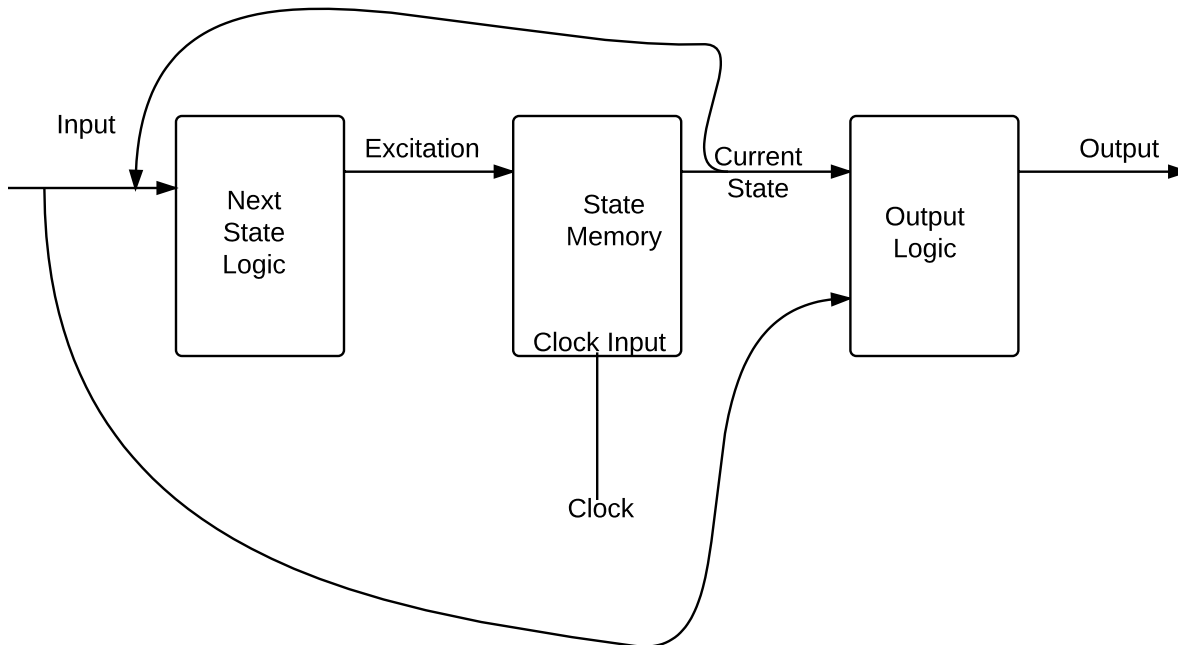 Input
Next
State
Logic
Excitation
State
Memory
Clock Input
Clock
Current
State
Output
Logic
Output